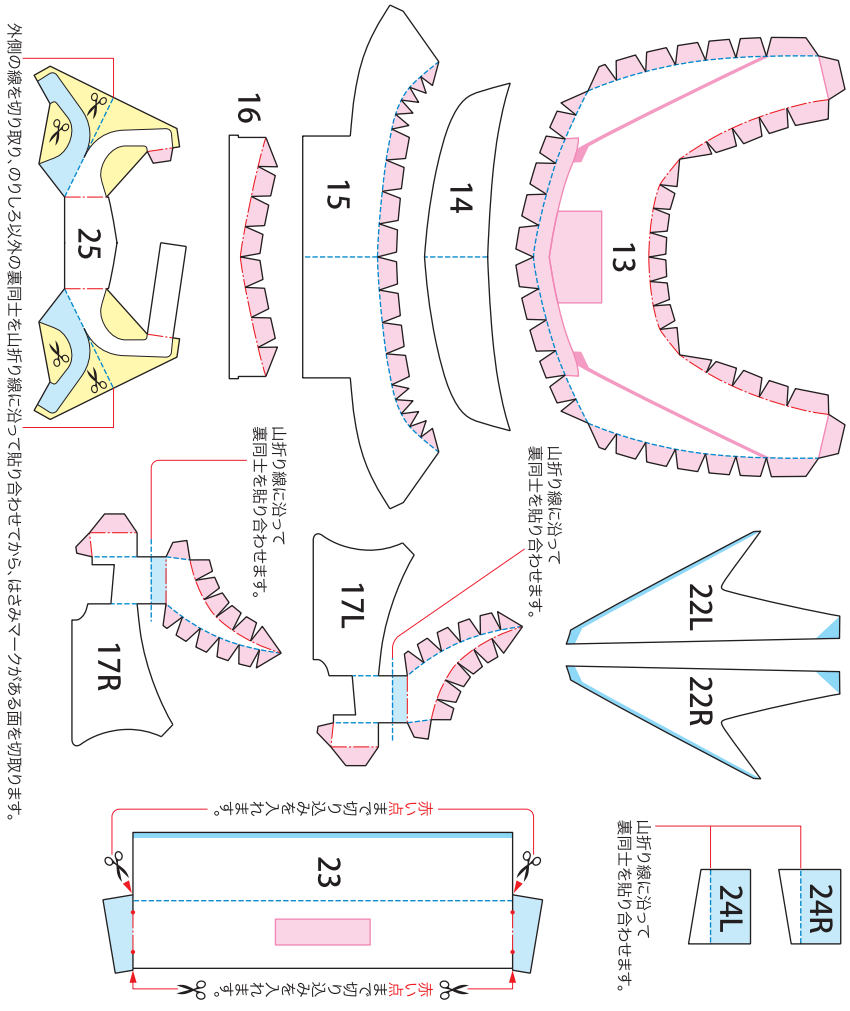 13
14
15
16
山折り線に沿って
裏同士を貼り合わせます。
22L
22R
山折り線に沿って
裏同士を貼り合わせます。
24R
24L
17L
山折り線に沿って
裏同士を貼り合わせます。
17R
赤い点まで切り込みを入れます。
23
赤い点まで切り込みを入れます。
25
外側の線を切り取り、のりしろ以外の裏同士を山折り線に沿って貼り合わせてから、はさみマークがある面を切取ります。